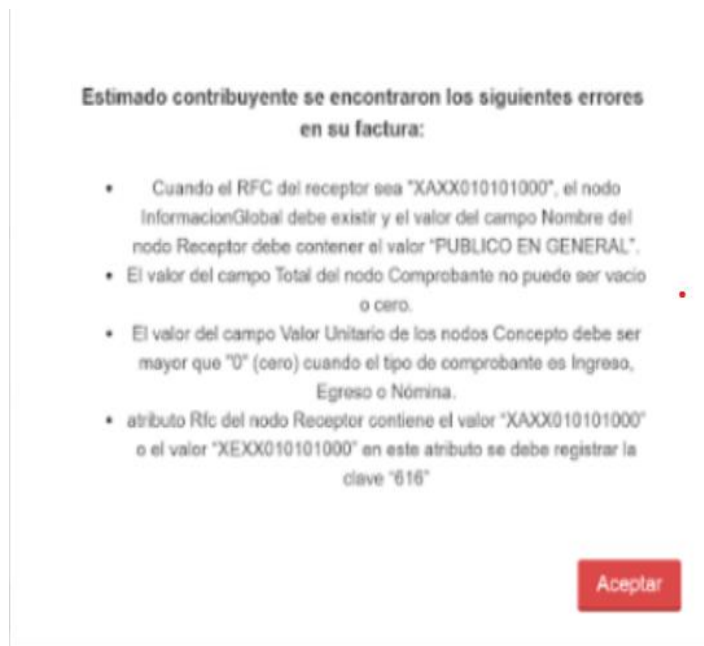 Estimado contribuyente se encontraron los siguientes errores
en su factura:
• Cuando el RFC del receptor sea "XAXX010101000", el nodo
InformacionGlobal debe existir y el valor del campo Nombre del
nodo Receptor debe contener el valor "PUBLICO EN GENERAL".
• El valor del campo Total del nodo Comprobante no puede ser vacio
o cero.
• El valor del campo Valor Unitario de los nodos Concepto debe ser
mayor que "0" (cero) cuando el tipo de comprobante es Ingreso,
Egreso o Nómina.
• atributo Rfc del nodo Receptor contiene el valor "XAXX010101000"
o el valor "XEXX010101000" en este atributo se debe registrar la
clave "616"
Aceptar